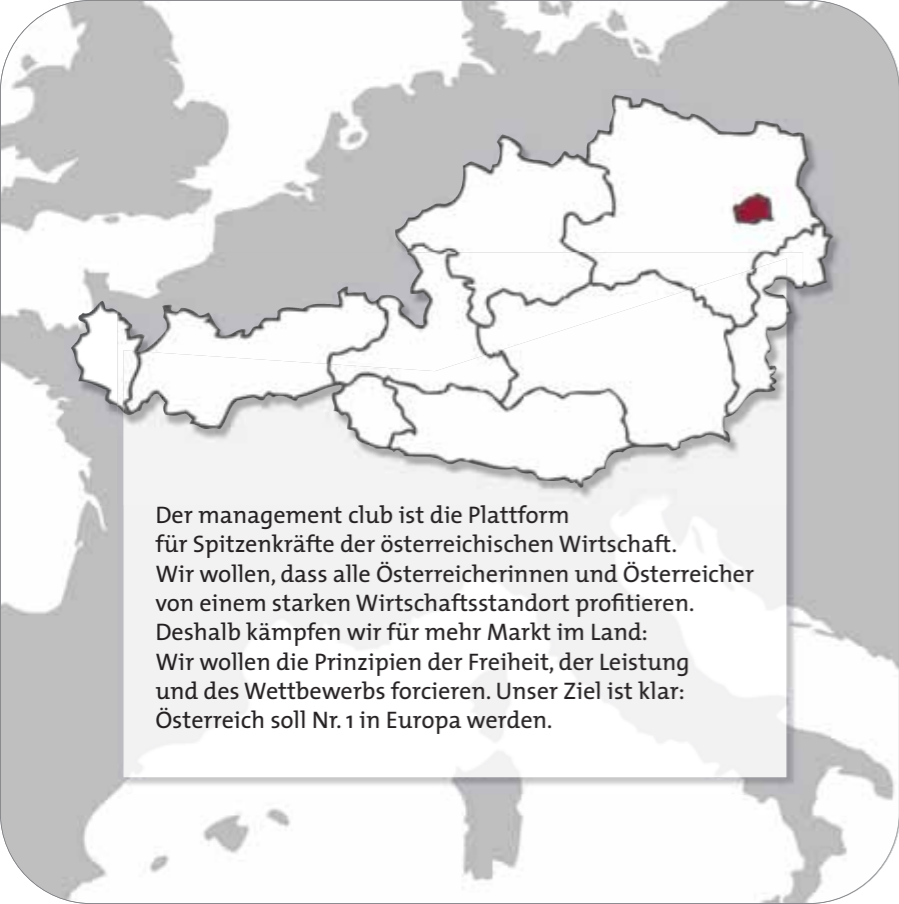 Der management club ist die Plattform
für Spitzenkräfte der österreichischen Wirtschaft.
Wir wollen, dass alle Österreicherinnen und Österreicher
von einem starken Wirtschaftsstandort profitieren.
Deshalb kämpfen wir für mehr Markt im Land:
Wir wollen die Prinzipien der Freiheit, der Leistung
und des Wettbewerbs forcieren. Unser Ziel ist klar:
Österreich soll Nr. 1 in Europa werden.